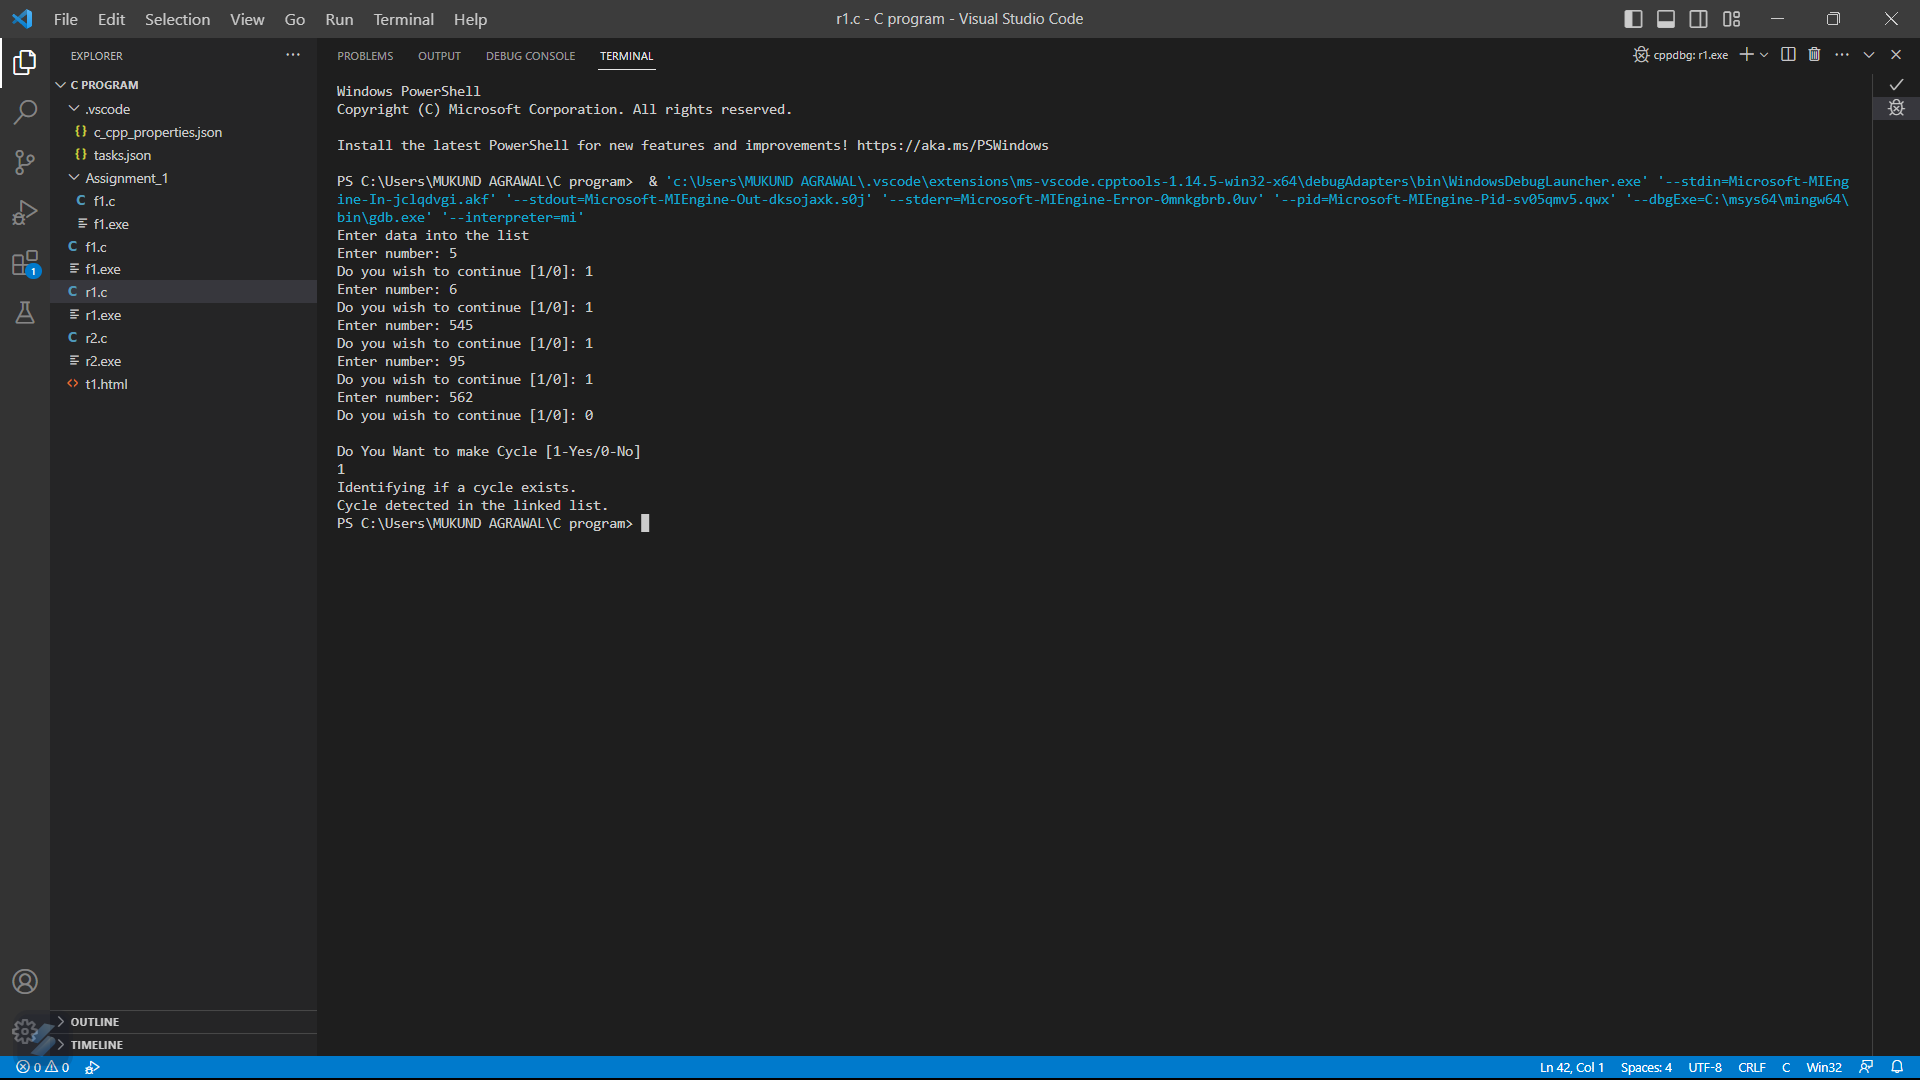 File Edit Selection View Go Run Terminal Help
r1.c - C program - Visual Studio Code
EXPLORER
C PROGRAM
.vscode
c_cpp_properties.json
tasks.json
Assignment_1
C f1.c
f1.exe
C f1.c
f1.exe
C r1.c
r1.exe
C r2.c
r2.exe
t1.html
OUTLINE
TIMELINE
PROBLEMS OUTPUT DEBUG CONSOLE TERMINAL
cppdbg: r1.exe
1
Windows PowerShell
Copyright (C) Microsoft Corporation. All rights reserved.
Install the latest PowerShell for new features and improvements! https://aka.ms/PSWindows
PS C:\Users\MUKUND AGRAWAL\C program>  & 'c:\Users\MUKUND AGRAWAL\.vscode\extensions\ms-vscode.cpptools-1.14.5-win32-x64\debugAdapters\bin\WindowsDebugLauncher.exe' '--stdin=Microsoft-MIEng
ine-In-jclqdvgi.akf' '--stdout=Microsoft-MIEngine-Out-dksojaxk.s0j' '--stderr=Microsoft-MIEngine-Error-0mnkgbrb.0uv' '--pid=Microsoft-MIEngine-Pid-sv05qmv5.qwx' '--dbgExe=C:\msys64\mingw64\
bin\gdb.exe' '--interpreter=mi'
Enter data into the list
Enter number: 5
Do you wish to continue [1/0]: 1
Enter number: 6
Do you wish to continue [1/0]: 1
Enter number: 545
Do you wish to continue [1/0]: 1
Enter number: 95
Do you wish to continue [1/0]: 1
Enter number: 562
Do you wish to continue [1/0]: 0
Do You Want to make Cycle [1-Yes/0-No]
1
Identifying if a cycle exists.
Cycle detected in the linked list.
PS C:\Users\MUKUND AGRAWAL\C program>
0 0
Ln 42, Col 1 Spaces: 4 UTF-8 CRLF C Win32